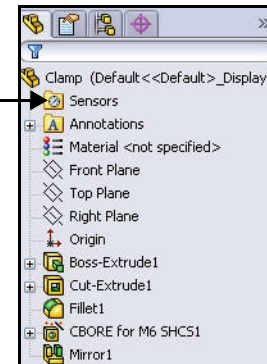 Clamp (Default<<Default>_Display
Sensors
Annotations
Material <not specified>
Front Plane
Top Plane
Right Plane
Origin
Boss-Extrude1
Cut-Extrude1
Fillet1
CBORE for M6 SHCS1
Mirror1